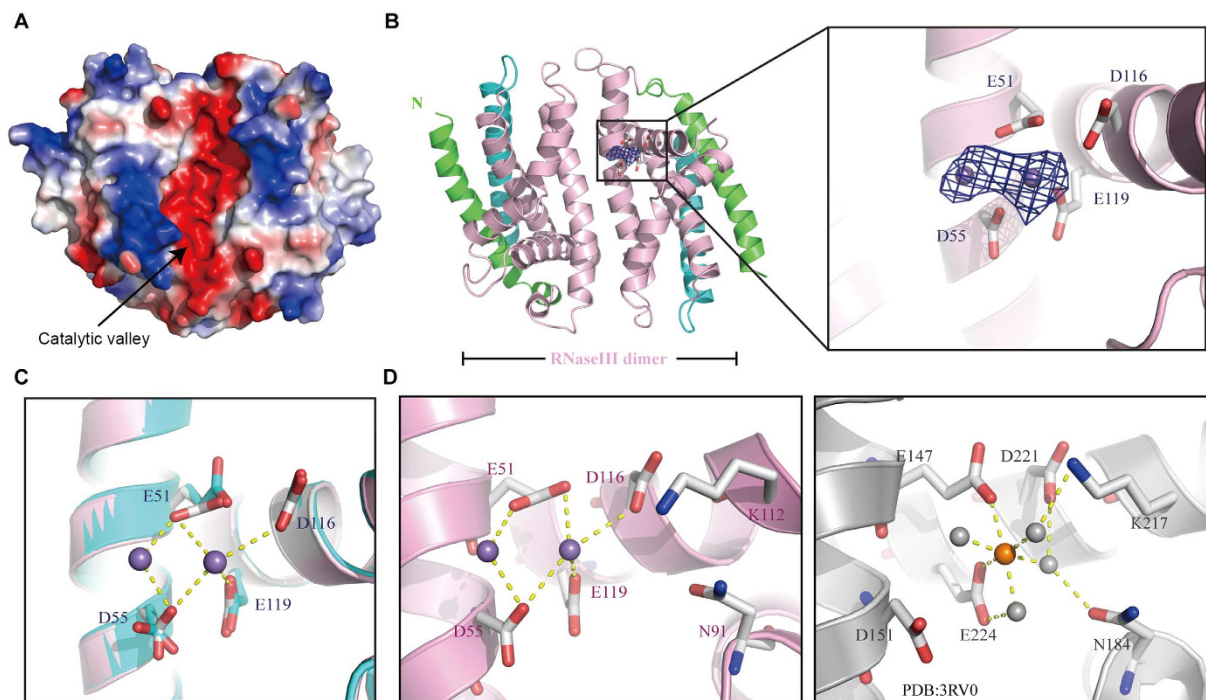 A
Catalytic valley
B
N
RNaseIII dimer
E51
D116
E119
D55
C
E51
D116
D55
E119
D
E51
D116
K112
E119
D55
N91
E147
D221
K217
D151
E224
N184
PDB:3RV0